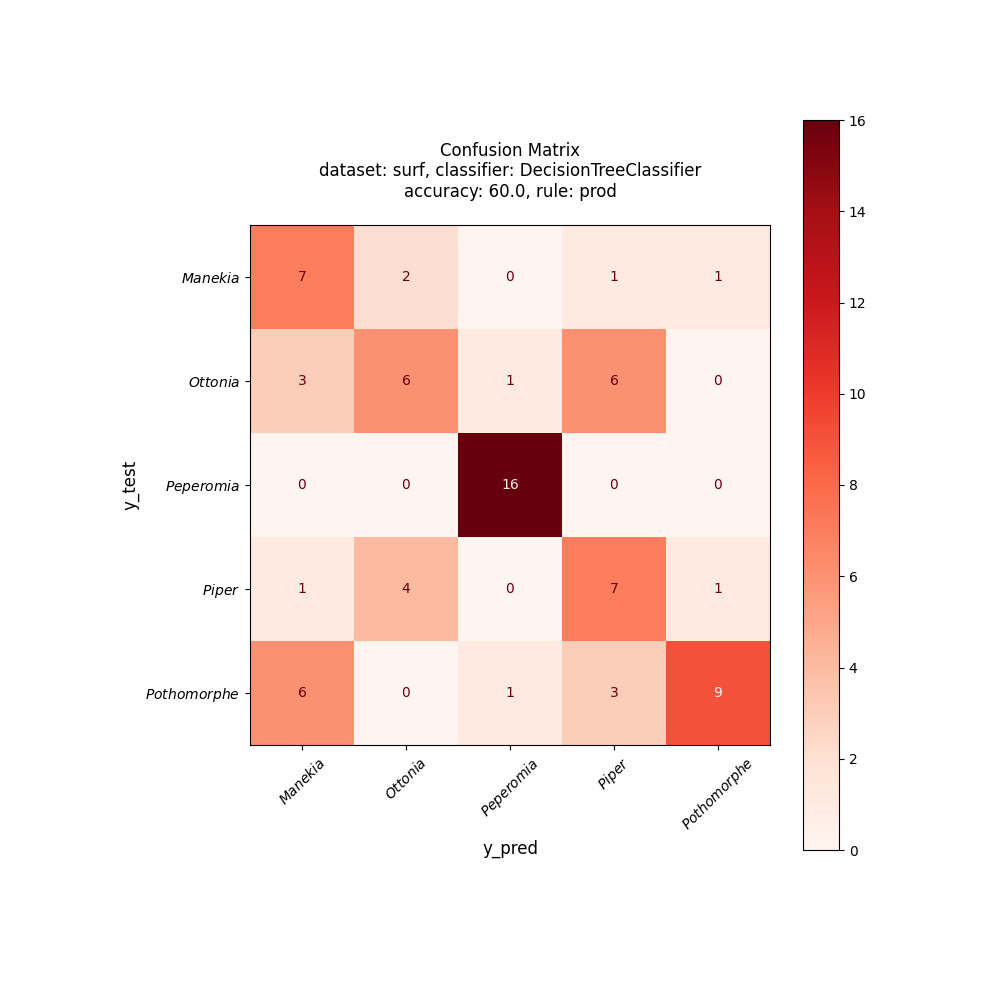 Confusion Matrix
dataset: surf, classifier: DecisionTreeClassifier
accuracy: 60.0, rule: prod
Manekia 7 2 0 1 1
Ottonia 3 6 1 6 0
Peperomia 0 0 16 0 0
Piper 1 4 0 7 1
Pothomorphe 6 0 1 3 9
Manekia Ottonia Peperomia Piper Pothomorphe
y_pred
y_test
16
14
12
10
8
6
4
2
0